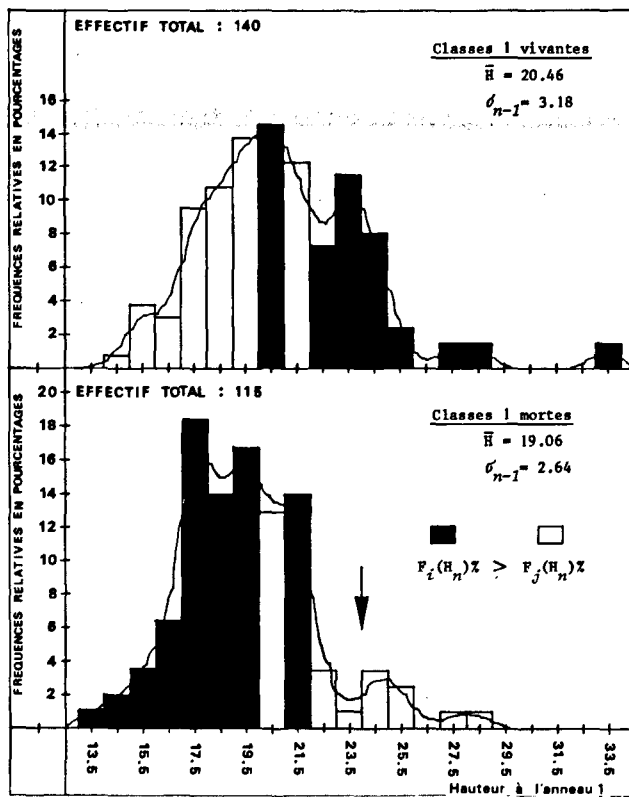 EFFECTIF TOTAL : 140
Classes 1 vivantes
H̄ = 20.46
σn-1= 3.18
FREQUENCES RELATIVES EN POURCENTAGES
16
14
12
10
8
6
4
2
EFFECTIF TOTAL : 115
Classes 1 mortes
H̄ = 19.06
σn-1= 2.64
Fi(Hn)% > Fj(Hn)%
FREQUENCES RELATIVES EN POURCENTAGES
20
18
16
14
12
10
8
6
4
2
13.5 15.5 17.5 19.5 21.5 23.5 25.5 27.5 29.5 31.5 33.5
Hauteur à l'anneau 1